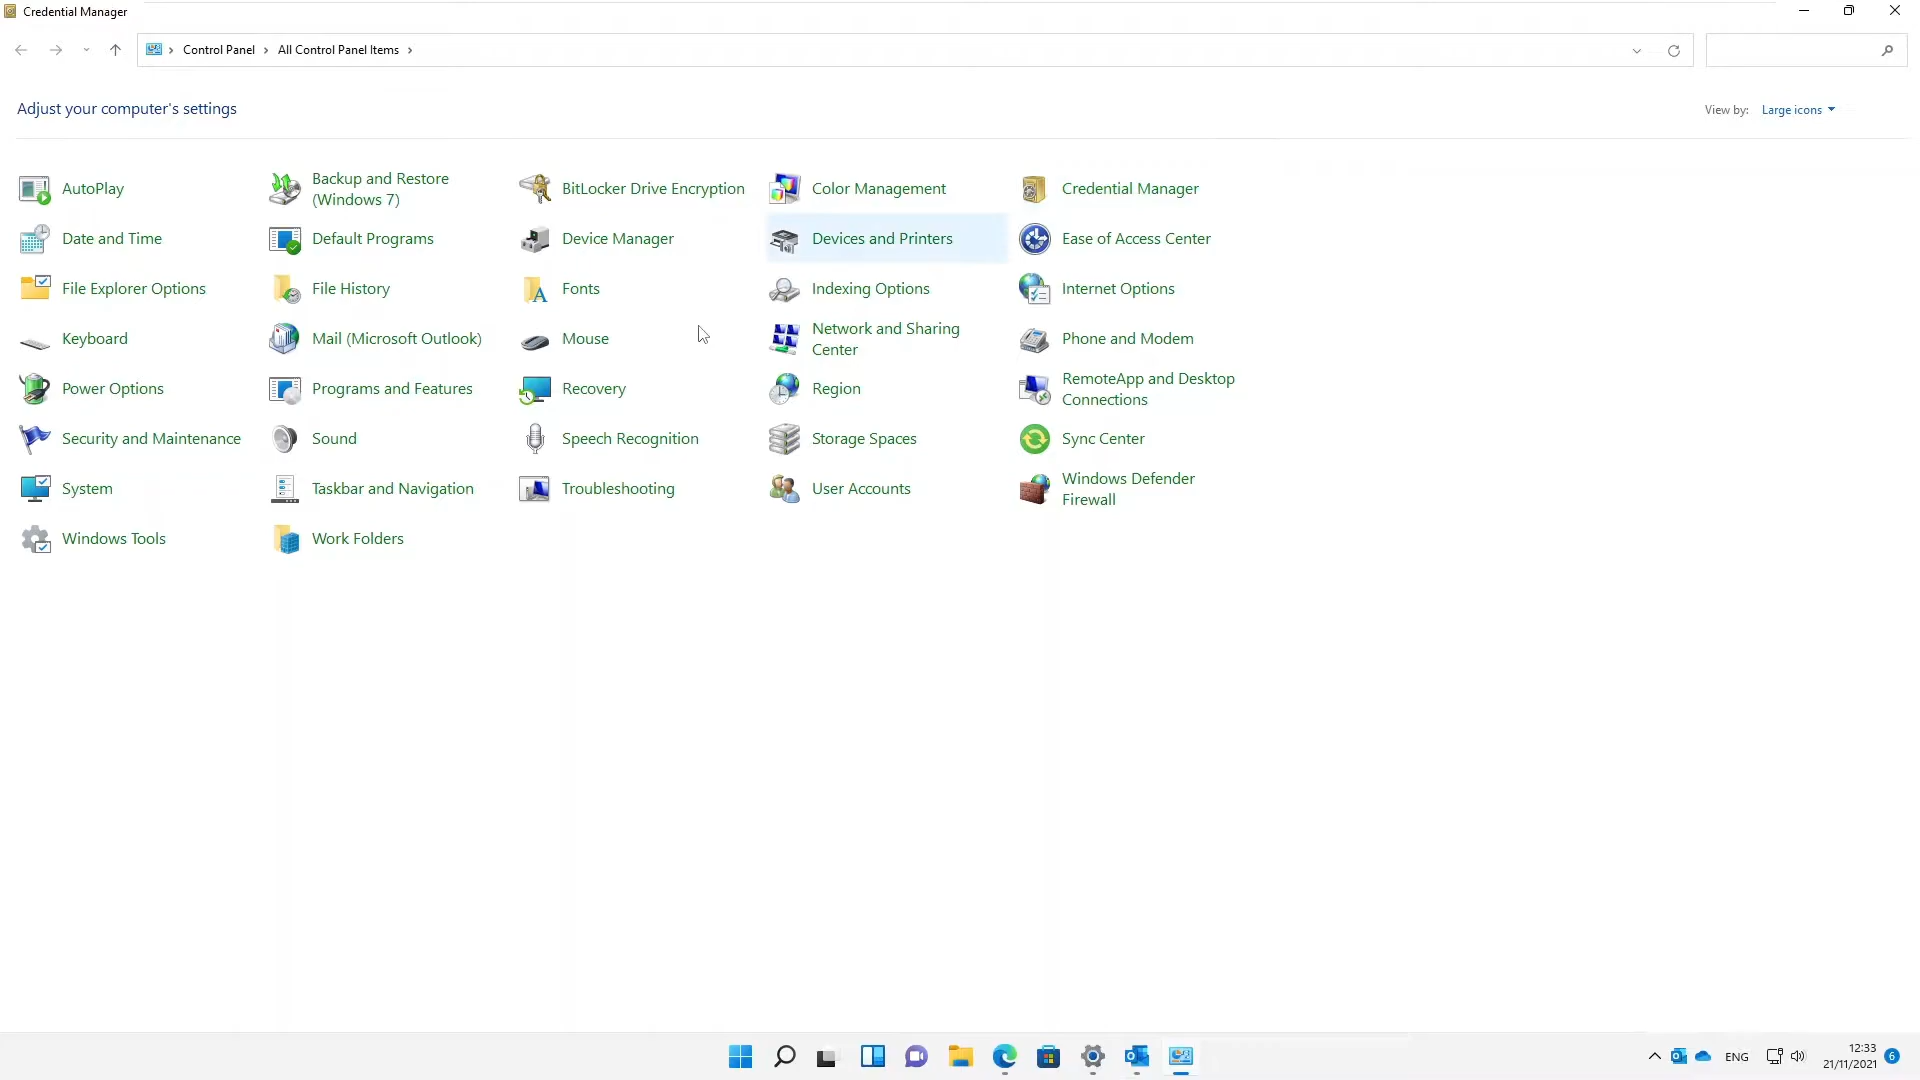 Credential Manager
Control Panel > All Control Panel Items >
Adjust your computer's settings
View by: Large icons
AutoPlay
Backup and Restore
(Windows 7)
BitLocker Drive Encryption
Color Management
Credential Manager
Date and Time
Default Programs
Device Manager
Devices and Printers
Ease of Access Center
File Explorer Options
File History
Fonts
Indexing Options
Internet Options
Keyboard
Mail (Microsoft Outlook)
Mouse
Network and Sharing
Center
Phone and Modem
Power Options
Programs and Features
Recovery
Region
RemoteApp and Desktop
Connections
Security and Maintenance
Sound
Speech Recognition
Storage Spaces
Sync Center
System
Taskbar and Navigation
Troubleshooting
User Accounts
Windows Defender
Firewall
Windows Tools
Work Folders
ENG
12:33
21/11/2021
6